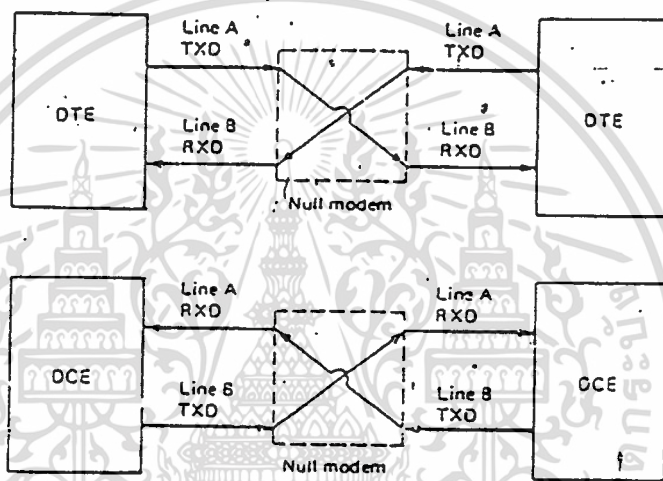 Line A
TXD
Line A
TXD
DTE
DTE
Line B
RXD
Line B
RXD
Null modem
Line A
RXD
Line A
RXD
DCE
DCE
Line B
TXD
Line B
TXD
Null modem